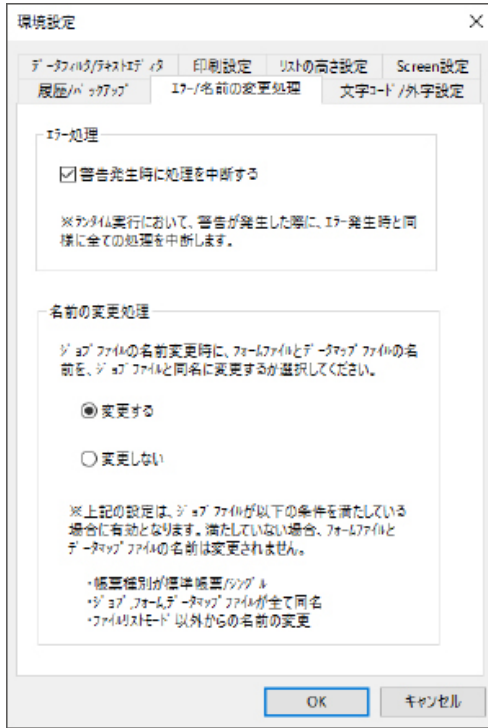 環境設定
ﾃﾞｰﾀﾌｨﾙﾀ/ﾃｷｽﾄｴﾃﾞｨﾀ 印刷設定 ﾘｽﾄの高さ設定 Screen設定
履歴/ﾊﾞｯｸｱｯﾌﾟ ｴﾗｰ/名前の変更処理 文字ｺｰﾄﾞ/外字設定
ｴﾗｰ処理
警告発生時に処理を中断する
※ﾗﾝﾀｲﾑ実行において、警告が発生した際に、ｴﾗｰ発生時と同
様に全ての処理を中断します。
名前の変更処理
ｼﾞｮﾌﾞﾌｧｲﾙの名前変更時に、ﾌｫｰﾑﾌｧｲﾙとﾃﾞｰﾀﾏｯﾌﾟﾌｧｲﾙの名
前を、ｼﾞｮﾌﾞﾌｧｲﾙと同名に変更するか選択してください。
変更する
変更しない
※上記の設定は、ｼﾞｮﾌﾞﾌｧｲﾙが以下の条件を満たしている
場合に有効となります。満たしていない場合、ﾌｫｰﾑﾌｧｲﾙと
ﾃﾞｰﾀﾏｯﾌﾟﾌｧｲﾙの名前は変更されません。
・帳票種別が標準帳票/ｼﾝｸﾞﾙ
・ｼﾞｮﾌﾞ,ﾌｫｰﾑ,ﾃﾞｰﾀﾏｯﾌﾟﾌｧｲﾙが全て同名
・ﾌｧｲﾙﾘｽﾄﾓｰﾄﾞ以外からの名前の変更
OK ｷｬﾝｾﾙ